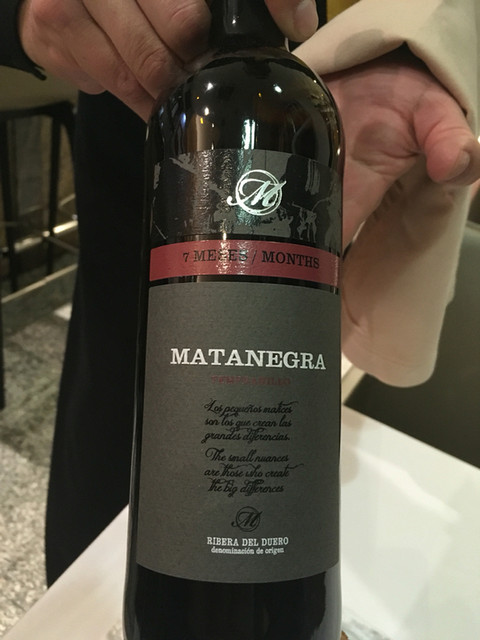 M
7 MESES / MONTHS
MATANEGRA
Los pequeños matices
son los que crean las
grandes diferencias.
The small nuances
are those who create
the big differences
M
RIBERA DEL DUERO
denominación de origen